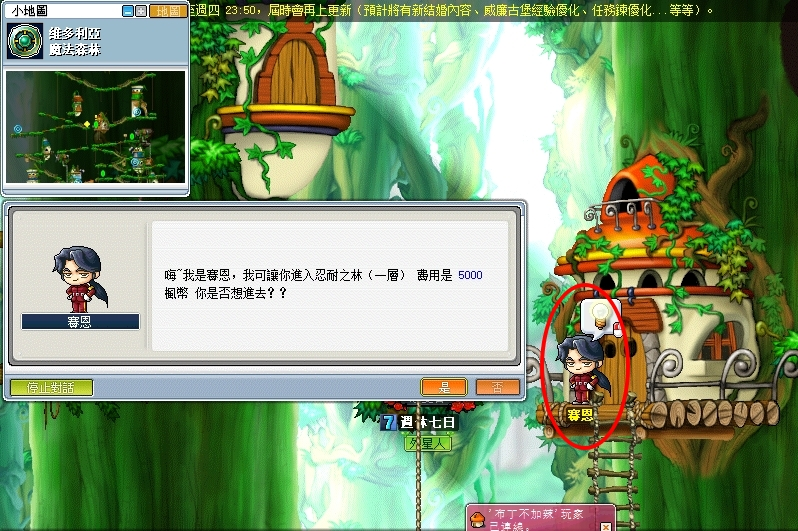 小地圖 地圖
至週四 23:50，屆時會再上更新（預計將有新結婚內容、威廉古堡經驗優化、任務鍊優化...等等）。
維多利亞
魔法森林
嗨~我是賽恩，我可讓你進入忍耐之林（一層） 費用是 5000
楓幣 你是否想進去？？
賽恩
停止對話 是 否
賽恩
7 週休七日
外星人
'布丁不加辣'玩家
已連線。